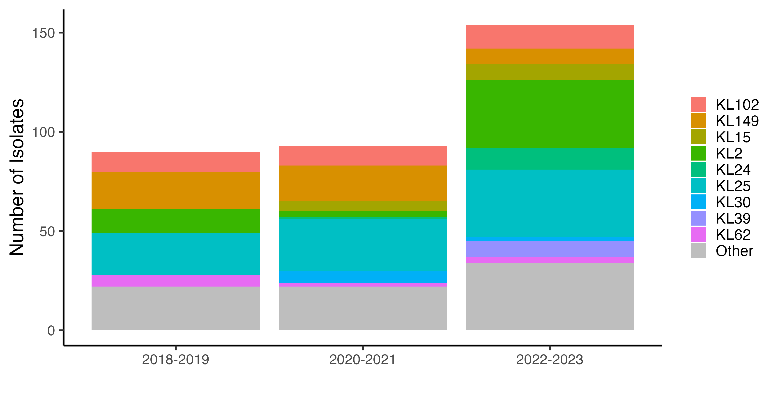 Number of Isolates
150
100
50
0
2018-2019
2020-2021
2022-2023
KL102
KL149
KL15
KL2
KL24
KL25
KL30
KL39
KL62
Other